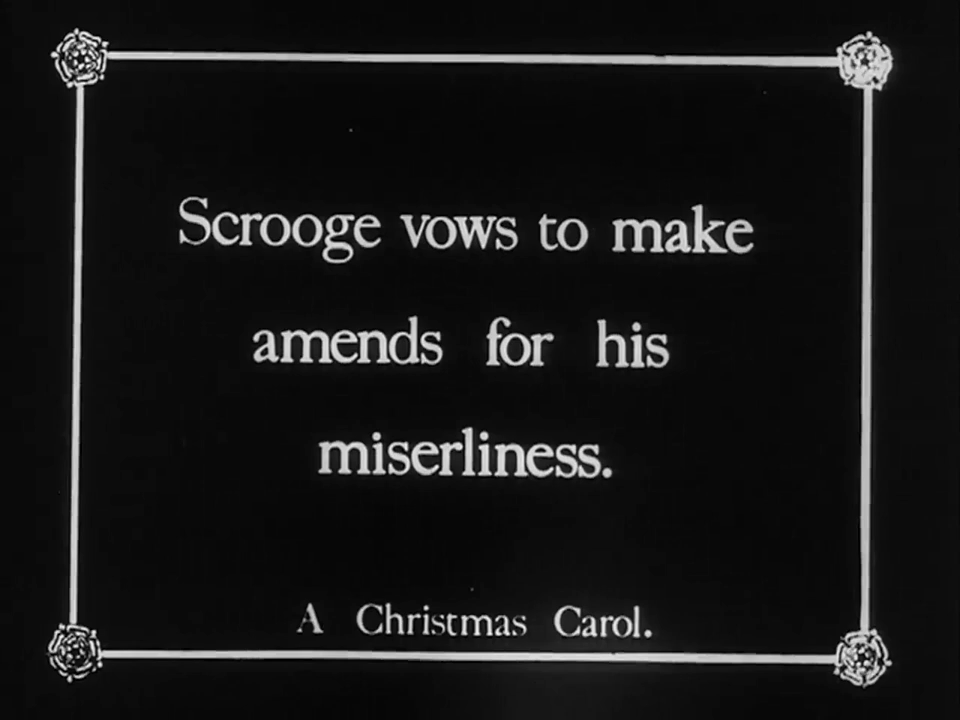 Scrooge vows to make
amends for his
miserliness.
A Christmas Carol.